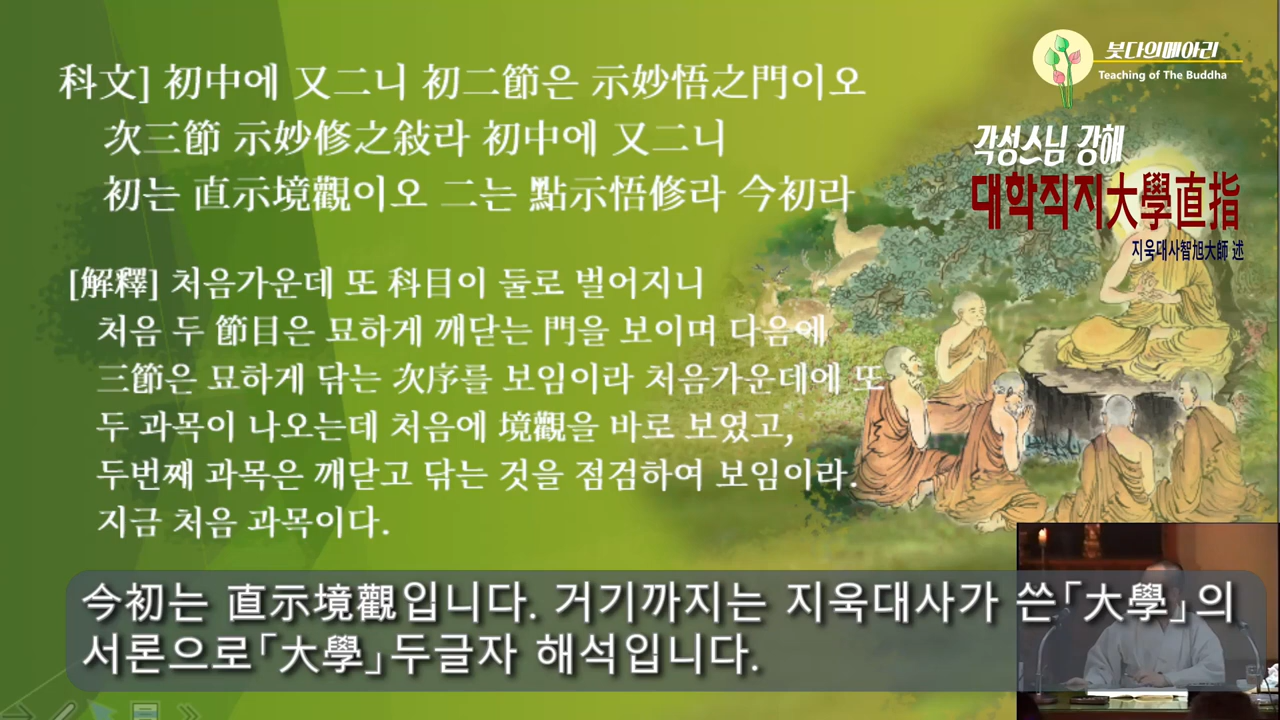 科文] 初中에 又二니 初二節은 示妙悟之門이오
次三節 示妙修之敍라 初中에 又二니
初는 直示境觀이오 二는 點示悟修라 今初라
[解釋] 처음가운데 또 科目이 둘로 벌어지니
처음 두 節目은 묘하게 깨닫는 門을 보이며 다음에
三節은 묘하게 닦는 次序를 보임이라 처음가운데에 또
두 과목이 나오는데 처음에 境觀을 바로 보였고,
두번째 과목은 깨닫고 닦는 것을 점검하여 보임이라.
지금 처음 과목이다.
붓다의메아리
Teaching of The Buddha
각성스님 강해
대학직지大學直指
지욱대사智旭大師 述
今初는 直示境觀입니다. 거기까지는 지욱대사가 쓴「大學」의
서론으로「大學」두글자 해석입니다.